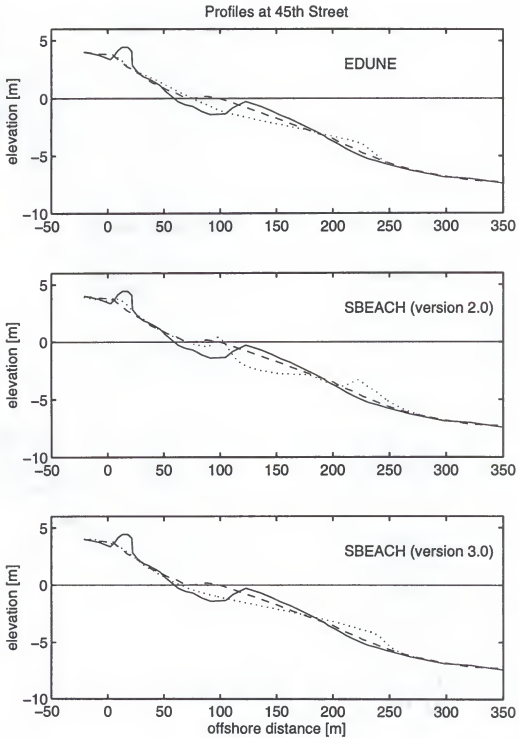 Profiles at 45th Street
5
0
−5
−10
elevation [m]
EDUNE
−50 0 50 100 150 200 250 300 350
5
0
−5
−10
elevation [m]
SBEACH (version 2.0)
−50 0 50 100 150 200 250 300 350
5
0
−5
−10
elevation [m]
SBEACH (version 3.0)
−50 0 50 100 150 200 250 300 350
offshore distance [m]